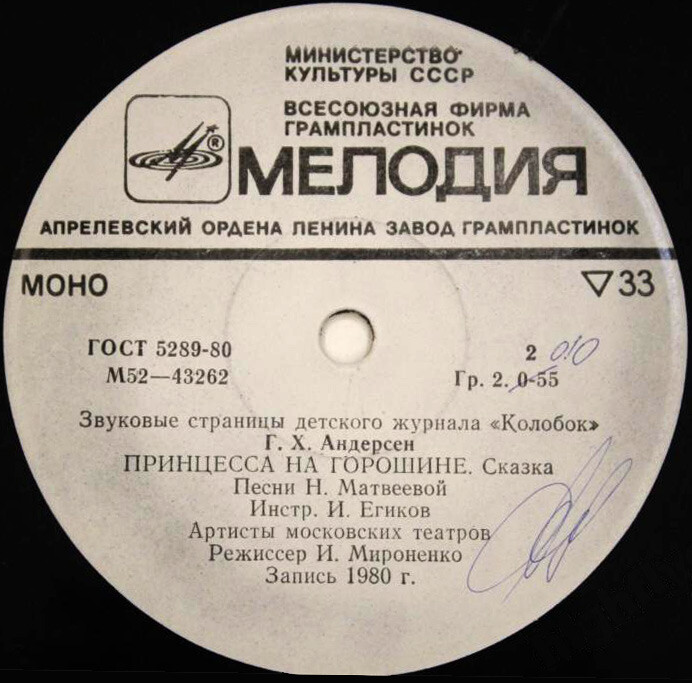 МИНИСТЕРСТВО
КУЛЬТУРЫ СССР
ВСЕСОЮЗНАЯ ФИРМА
ГРАМПЛАСТИНОК
®
МЕЛОДИЯ
АПРЕЛЕВСКИЙ ОРДЕНА ЛЕНИНА ЗАВОД ГРАМПЛАСТИНОК
МОНО ▽33
ГОСТ 5289-80 2 010
М52—43262 Гр. 2. 0-55
Звуковые страницы детского журнала «Колобок»
Г. Х. Андерсен
ПРИНЦЕССА НА ГОРОШИНЕ. Сказка
Песни Н. Матвеевой
Инстр. И. Егиков
Артисты московских театров
Режиссер И. Мироненко
Запись 1980 г.